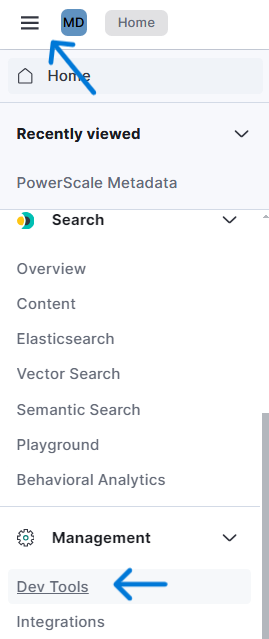 MD Home
Home
Recently viewed
PowerScale Metadata
Search
Overview
Content
Elasticsearch
Vector Search
Semantic Search
Playground
Behavioral Analytics
Management
Dev Tools
Integrations